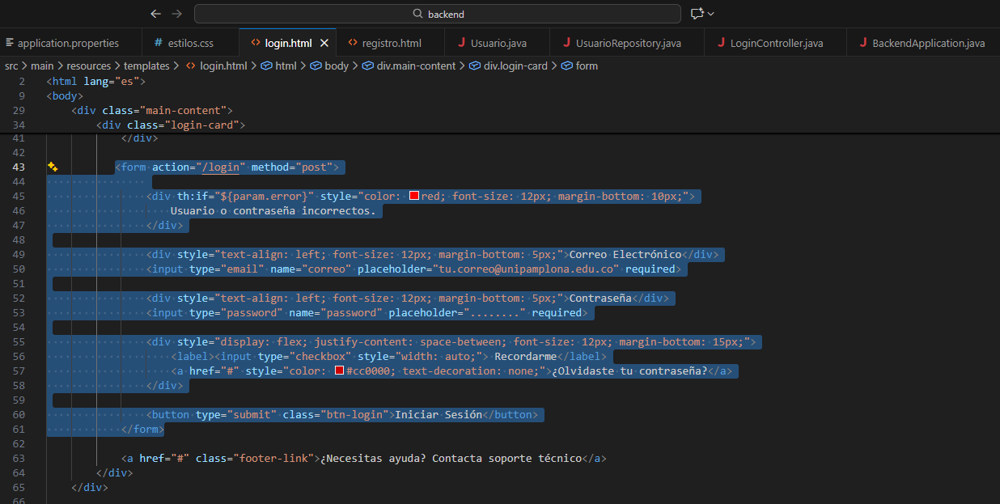 backend
application.properties
# estilos.css
<> login.html
<> registro.html
J Usuario.java
J UsuarioRepository.java
J LoginController.java
J BackendApplication.java
src > main > resources > templates > <> login.html > html > body > div.main-content > div.login-card > form
2 <html lang="es">
9 <body>
29 <div class="main-content">
34 <div class="login-card">
41 </div>
42
43 <form action="/login" method="post">
44
45 <div th:if="${param.error}" style="color: red; font-size: 12px; margin-bottom: 10px;">
46 Usuario o contraseña incorrectos.
47 </div>
48
49 <div style="text-align: left; font-size: 12px; margin-bottom: 5px;">Correo Electrónico</div>
50 <input type="email" name="correo" placeholder="tu.correo@unipamplona.edu.co" required>
51
52 <div style="text-align: left; font-size: 12px; margin-bottom: 5px;">Contraseña</div>
53 <input type="password" name="password" placeholder="........" required>
54
55 <div style="display: flex; justify-content: space-between; font-size: 12px; margin-bottom: 15px;">
56 <label><input type="checkbox" style="width: auto;"> Recordarme</label>
57 <a href="#" style="color: #cc0000; text-decoration: none;">¿Olvidaste tu contraseña?</a>
58 </div>
59
60 <button type="submit" class="btn-login">Iniciar Sesión</button>
61 </form>
62
63 <a href="#" class="footer-link">¿Necesitas ayuda? Contacta soporte técnico</a>
64 </div>
65 </div>
66